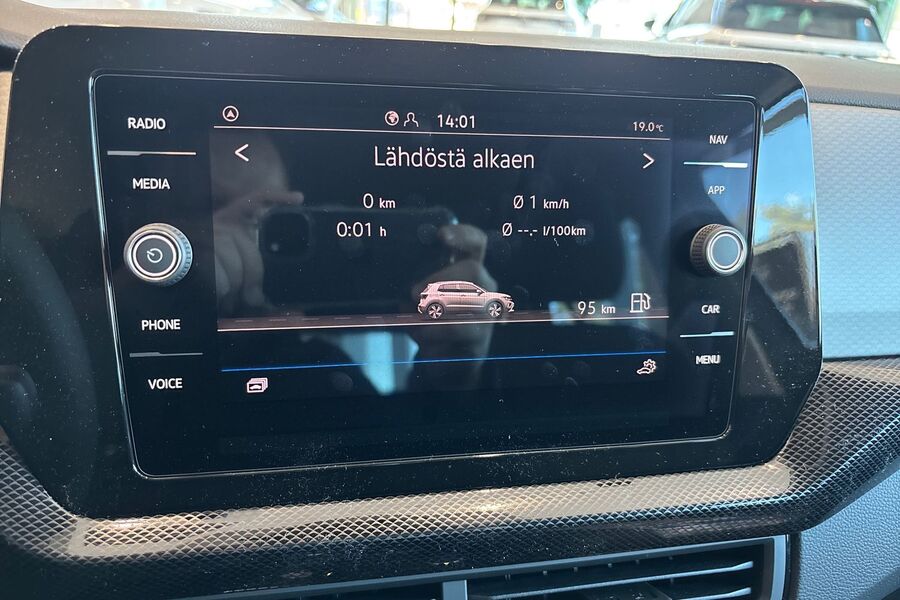 RADIO
MEDIA
PHONE
VOICE
14:01
19.0°C
Lähdöstä alkaen
0 km
Ø 1 km/h
0:01 h
Ø --.- l/100km
95 km
NAV
APP
CAR
MENU